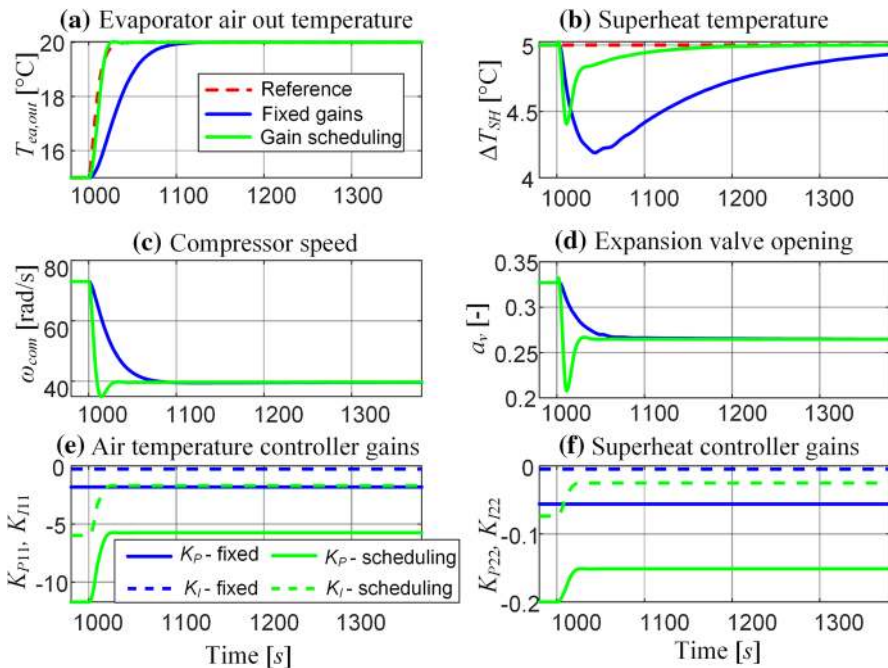 (a) Evaporator air out temperature
20
18
16
T_ea,out [°C]
Reference
Fixed gains
Gain scheduling
1000 1100 1200 1300
(b) Superheat temperature
5
4.5
4
ΔT_SH [°C]
1000 1100 1200 1300
(c) Compressor speed
80
60
40
ω_com [rad/s]
1000 1100 1200 1300
(d) Expansion valve opening
0.35
0.3
0.25
0.2
a_v [-]
1000 1100 1200 1300
(e) Air temperature controller gains
0
-5
-10
K_P11, K_I11
K_P - fixed
K_P - scheduling
K_I - fixed
K_I - scheduling
1000 1100 1200 1300
Time [s]
(f) Superheat controller gains
0
-0.1
-0.2
K_P22, K_I22
1000 1100 1200 1300
Time [s]